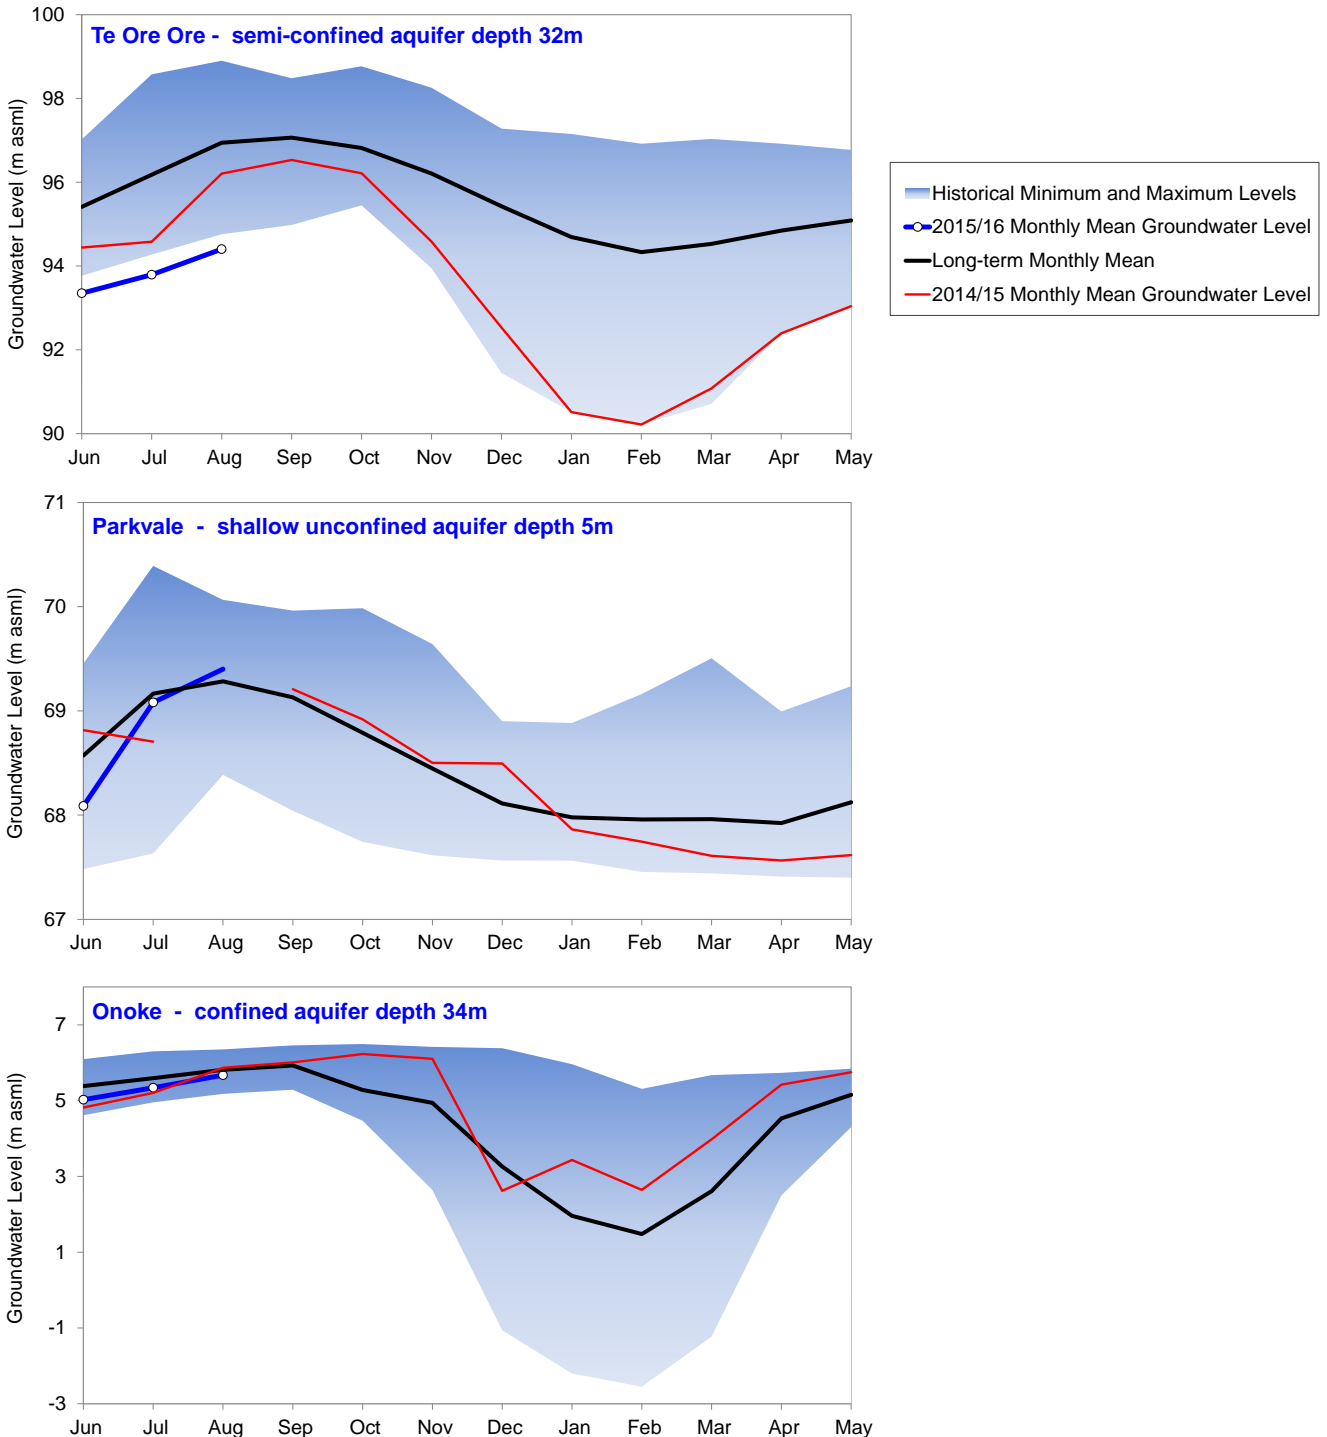 Te Ore Ore - semi-confined aquifer depth 32m
Groundwater Level (m asml)
100
98
96
94
92
90
Jun Jul Aug Sep Oct Nov Dec Jan Feb Mar Apr May
Historical Minimum and Maximum Levels
2015/16 Monthly Mean Groundwater Level
Long-term Monthly Mean
2014/15 Monthly Mean Groundwater Level
Parkvale - shallow unconfined aquifer depth 5m
Groundwater Level (m asml)
71
70
69
68
67
Jun Jul Aug Sep Oct Nov Dec Jan Feb Mar Apr May
Onoke - confined aquifer depth 34m
Groundwater Level (m asml)
7
5
3
1
-1
-3
Jun Jul Aug Sep Oct Nov Dec Jan Feb Mar Apr May